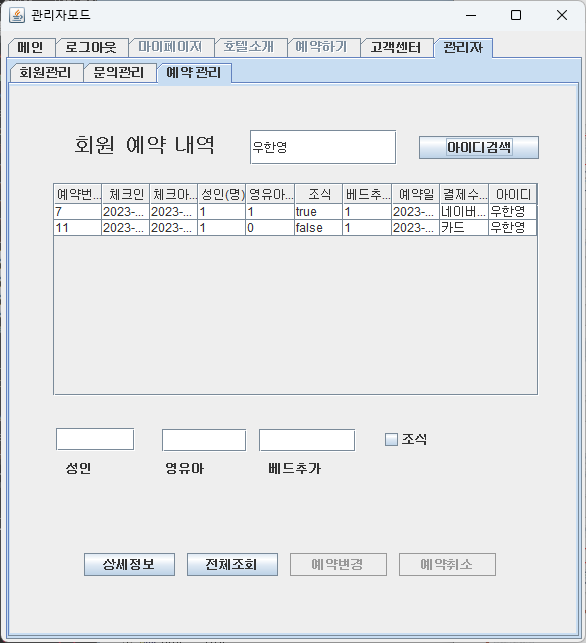 관리자모드
메인 로그아웃 마이페이지 호텔소개 예약하기 고객센터 관리자
회원관리 문의관리 예약 관리
회원 예약 내역 우한영 아이디검색
예약번... 체크인 체크아... 성인(명) 영유아... 조식 베드추... 예약일 결제수... 아이디
7 2023-... 2023-... 1 1 true 1 2023-... 네이버... 우한영
11 2023-... 2023-... 1 0 false 1 2023-... 카드 우한영
조식
성인 영유아 베드추가
상세정보 전체조회 예약변경 예약취소